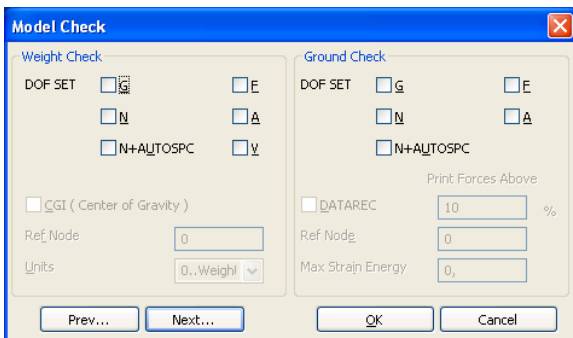 Model Check
Weight Check
DOF SET G E
N A
N+AUTOSPC V
CGI ( Center of Gravity )
Ref Node 0
Units 0..Weigh
Ground Check
DOF SET G E
N A
N+AUTOSPC
Print Forces Above
DATAREC 10 %
Ref Node 0
Max Strain Energy 0,
Prev... Next... OK Cancel